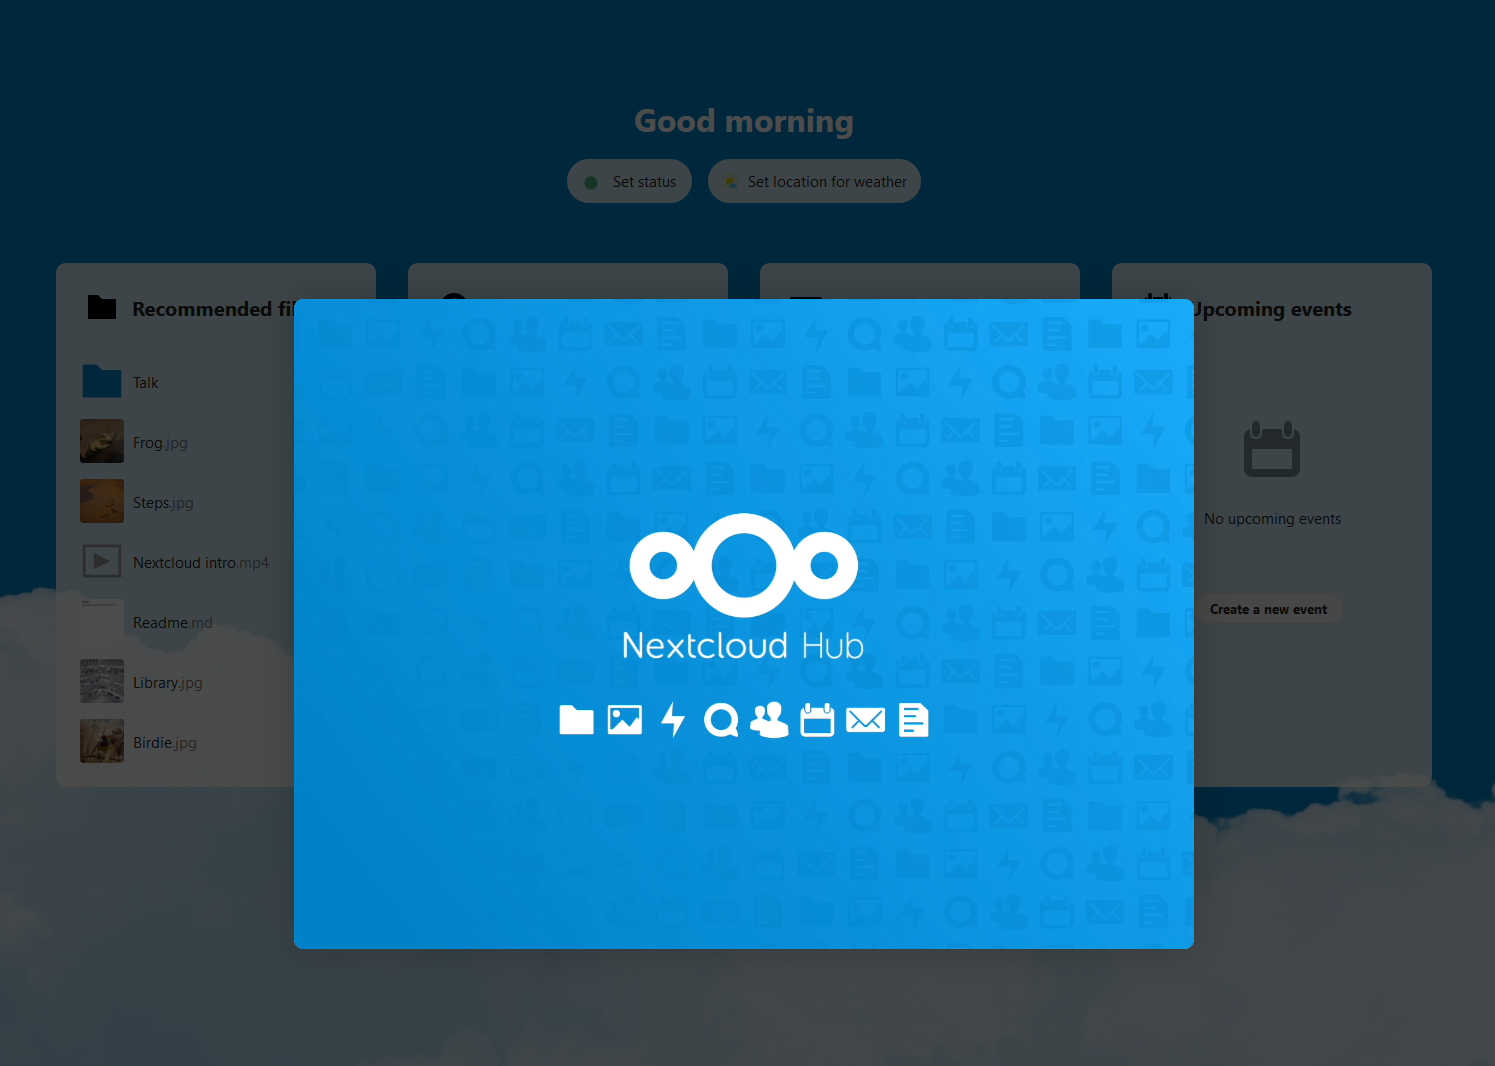 Good morning
Set status
Set location for weather
Recommended fi
Talk
Frog.jpg
Steps.jpg
Nextcloud intro.mp4
Readme.md
Library.jpg
Birdie.jpg
Nextcloud Hub
Upcoming events
No upcoming events
Create a new event